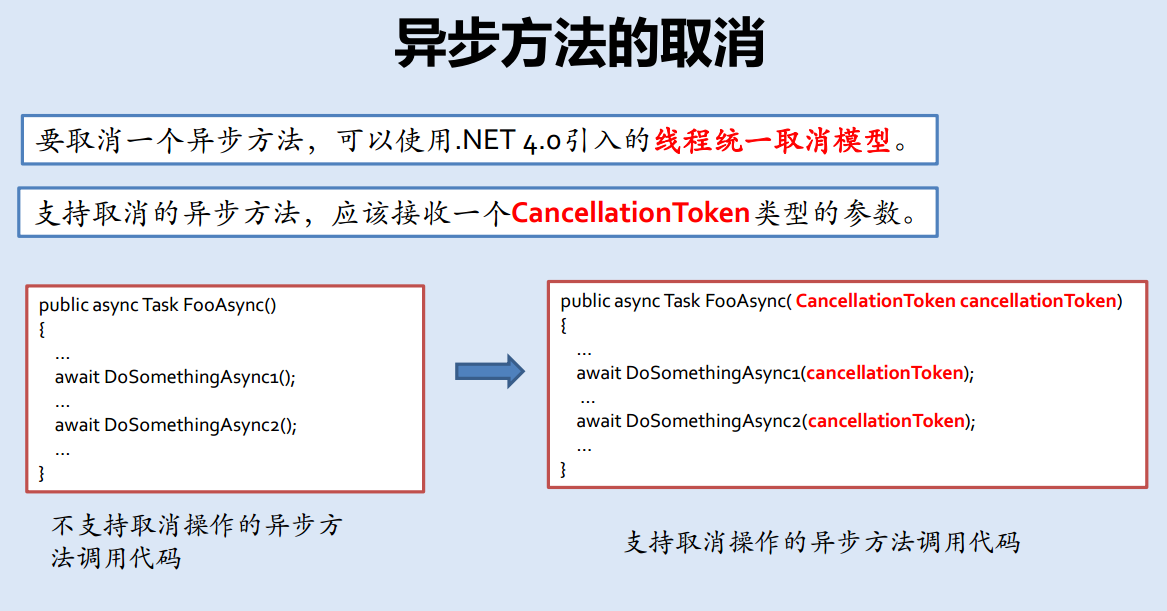 异步方法的取消
要取消一个异步方法，可以使用.NET 4.0引入的线程统一取消模型。
支持取消的异步方法，应该接收一个CancellationToken类型的参数。
public async Task FooAsync()
{
...
await DoSomethingAsync1();
...
await DoSomethingAsync2();
...
}
不支持取消操作的异步方
法调用代码
public async Task FooAsync( CancellationToken cancellationToken)
{
...
await DoSomethingAsync1(cancellationToken);
...
await DoSomethingAsync2(cancellationToken);
...
}
支持取消操作的异步方法调用代码